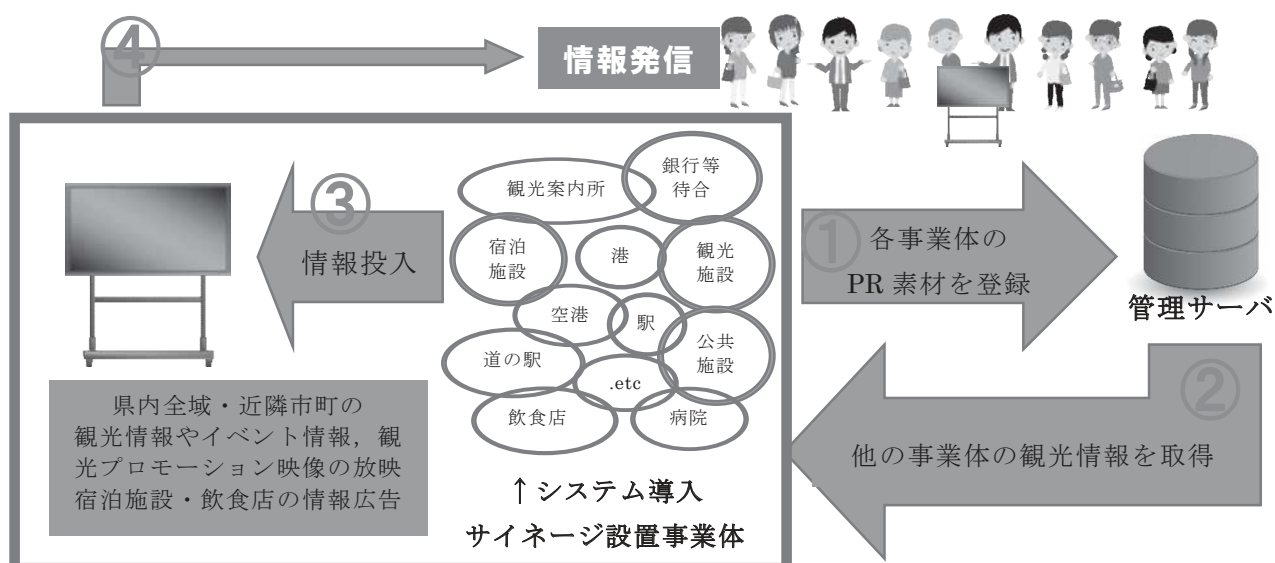 ④
情報発信
銀行等
待合
観光案内所
③
情報投入
宿泊
施設
港
観光
施設
①
各事業体の
PR 素材を登録
管理サーバ
空港
駅
公共
施設
道の駅
.etc
飲食店
病院
②
他の事業体の観光情報を取得
県内全域・近隣市町の
観光情報やイベント情報，観
光プロモーション映像の放映
宿泊施設・飲食店の情報広告
↑システム導入
サイネージ設置事業体